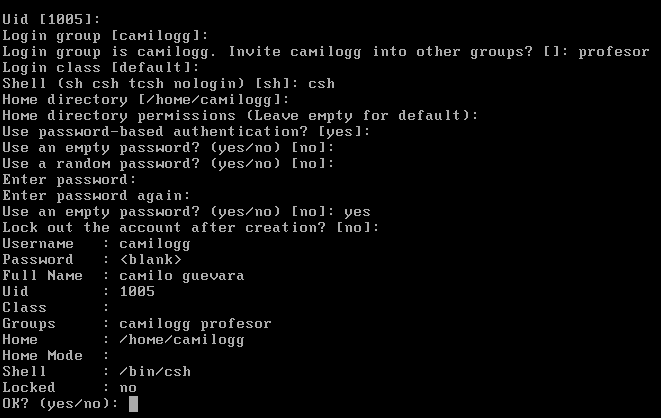 Uid [1005]:
Login group [camilogg]:
Login group is camilogg. Invite camilogg into other groups? []: profesor
Login class [default]:
Shell (sh csh tcsh nologin) [sh]: csh
Home directory [/home/camilogg]:
Home directory permissions (Leave empty for default):
Use password-based authentication? [yes]:
Use an empty password? (yes/no) [no]:
Use a random password? (yes/no) [no]:
Enter password:
Enter password again:
Use an empty password? (yes/no) [no]: yes
Lock out the account after creation? [no]:
Username   : camilogg
Password   : <blank>
Full Name  : camilo guevara
Uid        : 1005
Class      :
Groups     : camilogg profesor
Home       : /home/camilogg
Home Mode  :
Shell      : /bin/csh
Locked     : no
OK? (yes/no):